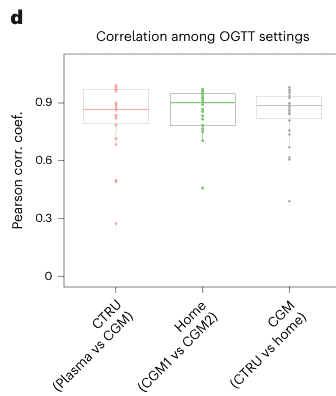 d
Correlation among OGTT settings
Pearson corr. coef.
0.9
0.6
0.3
0
CTRU
(Plasma vs CGM)
Home
(CGM1 vs CGM2)
CGM
(CTRU vs home)